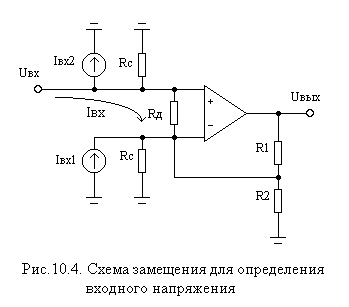 Iвх2
Rc
Uвх
Iвх
Rд
+
−
Uвых
R1
Iвх1
Rc
R2
Рис.10.4. Схема замещения для определения
входного напряжения